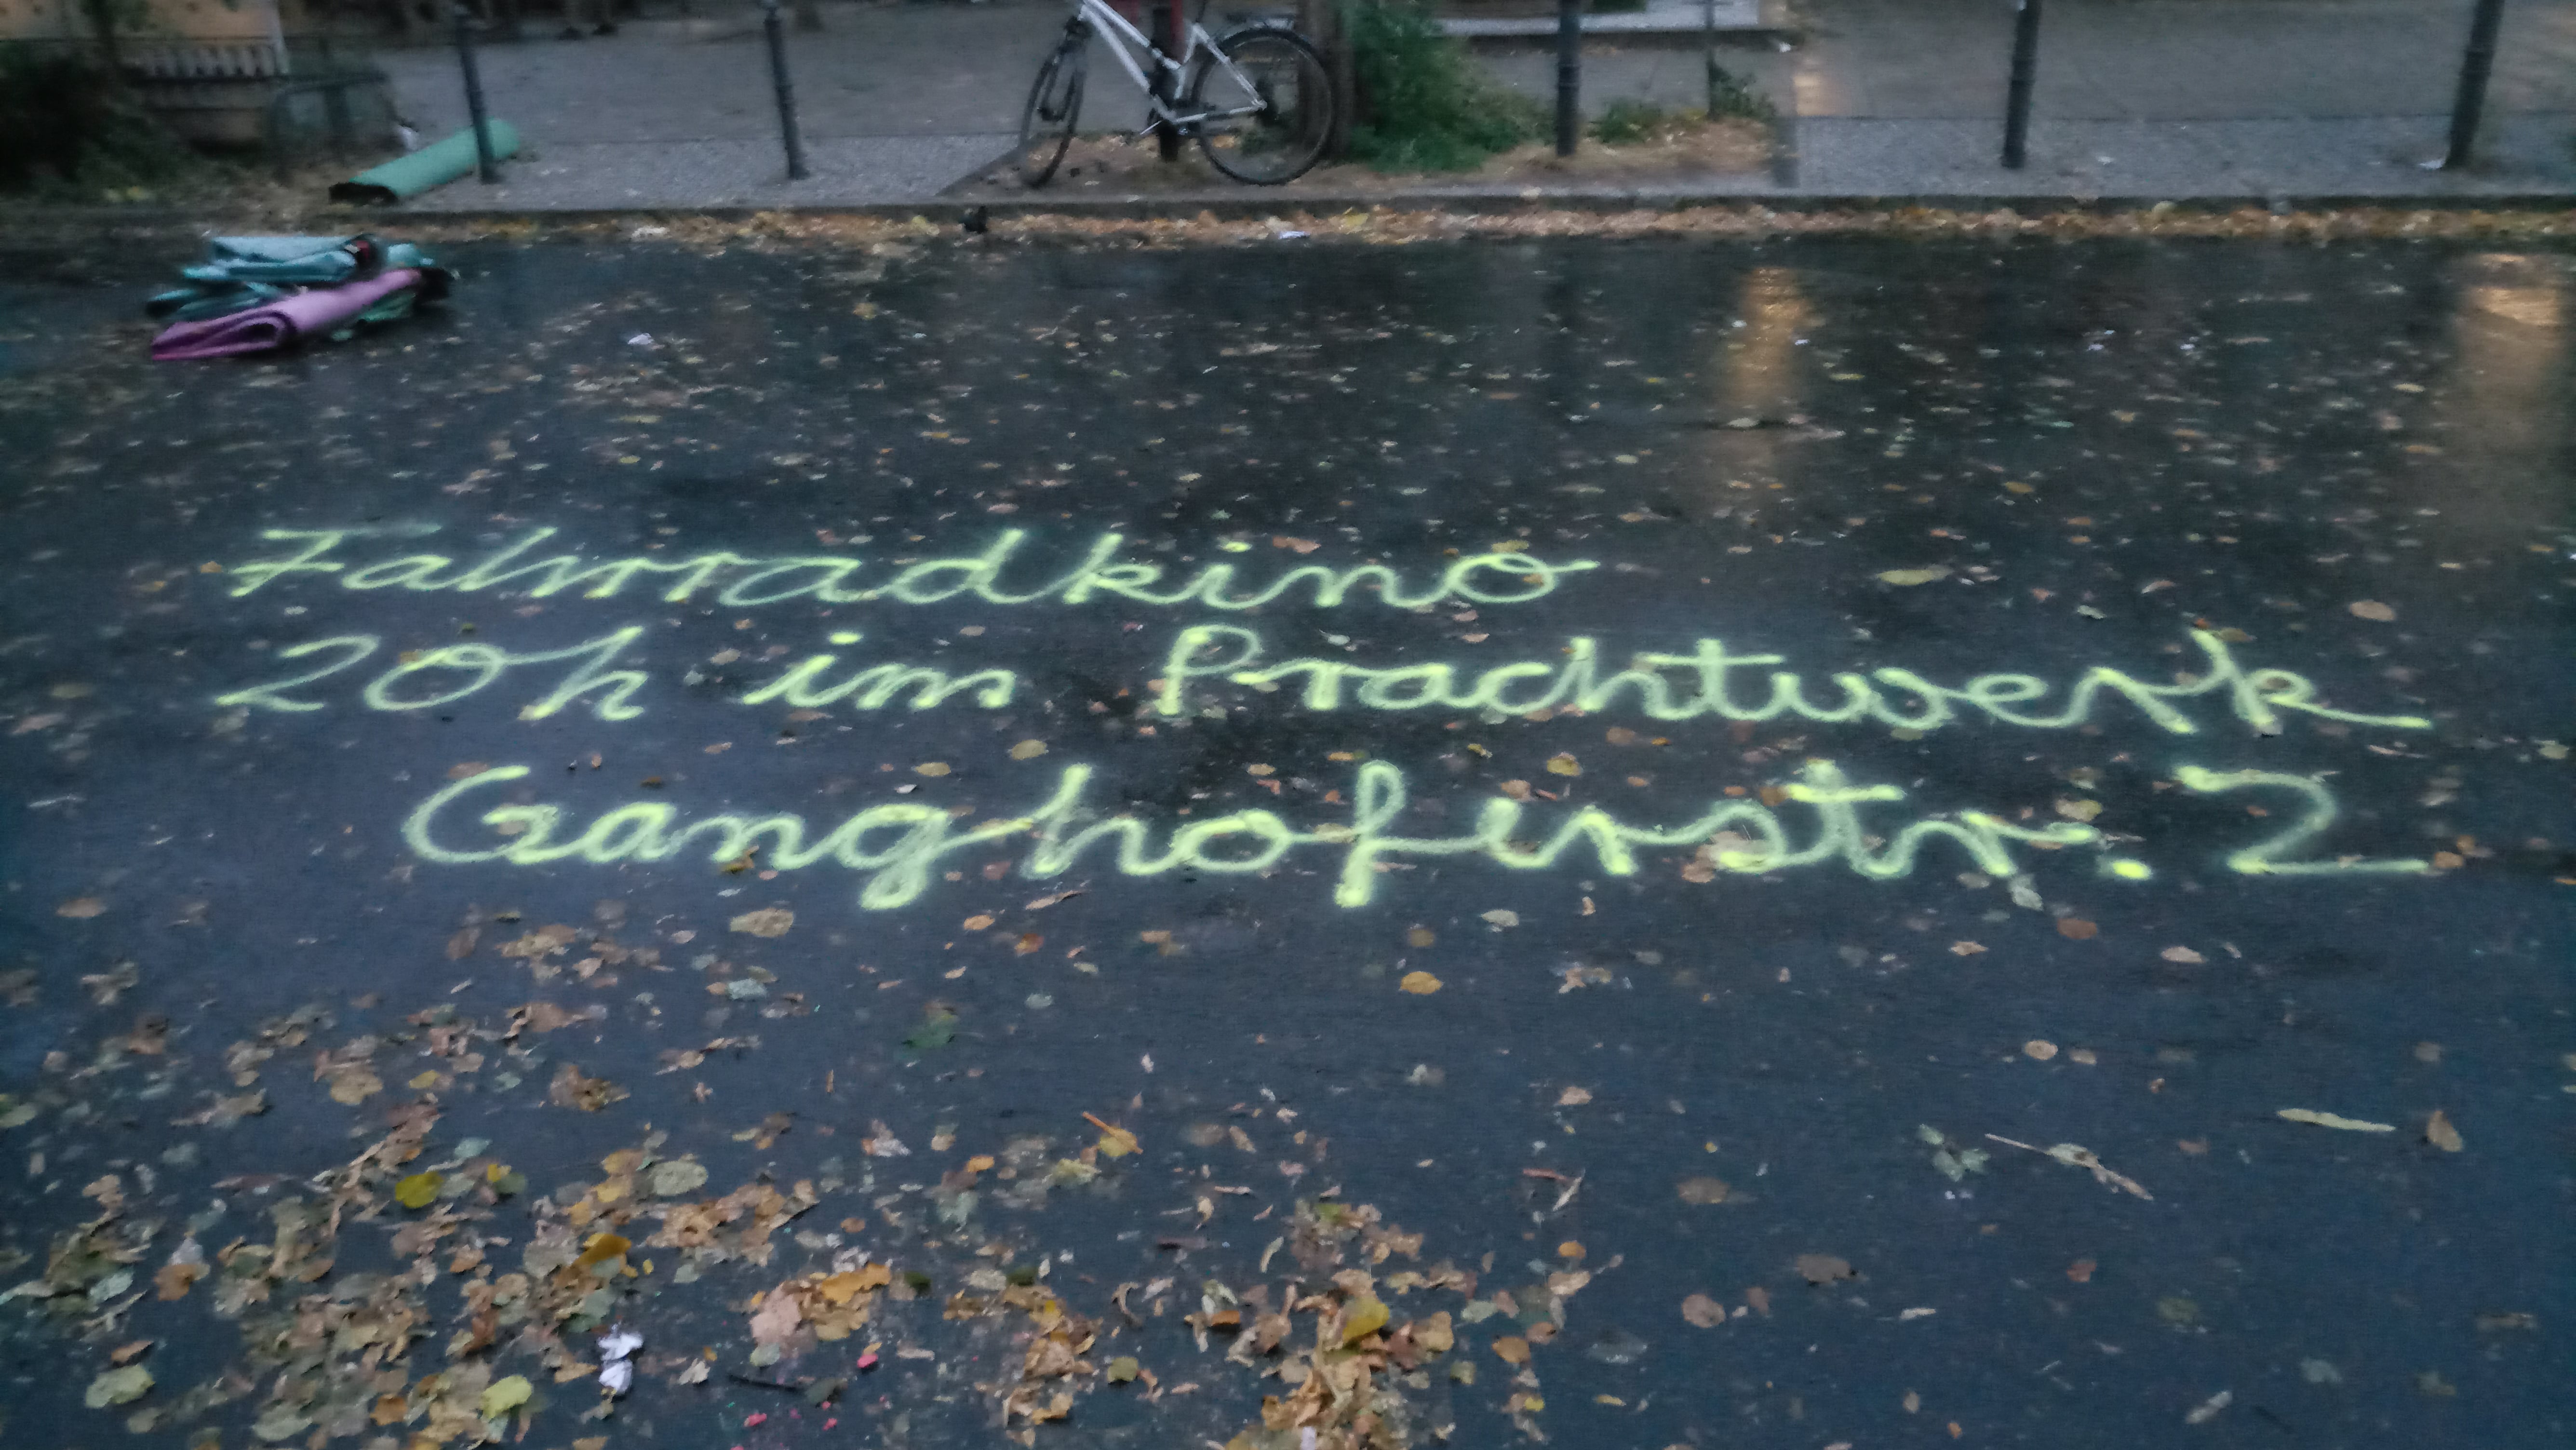 Fahrradkino
20h im Prachtwerk
Ganghoferstr. 2